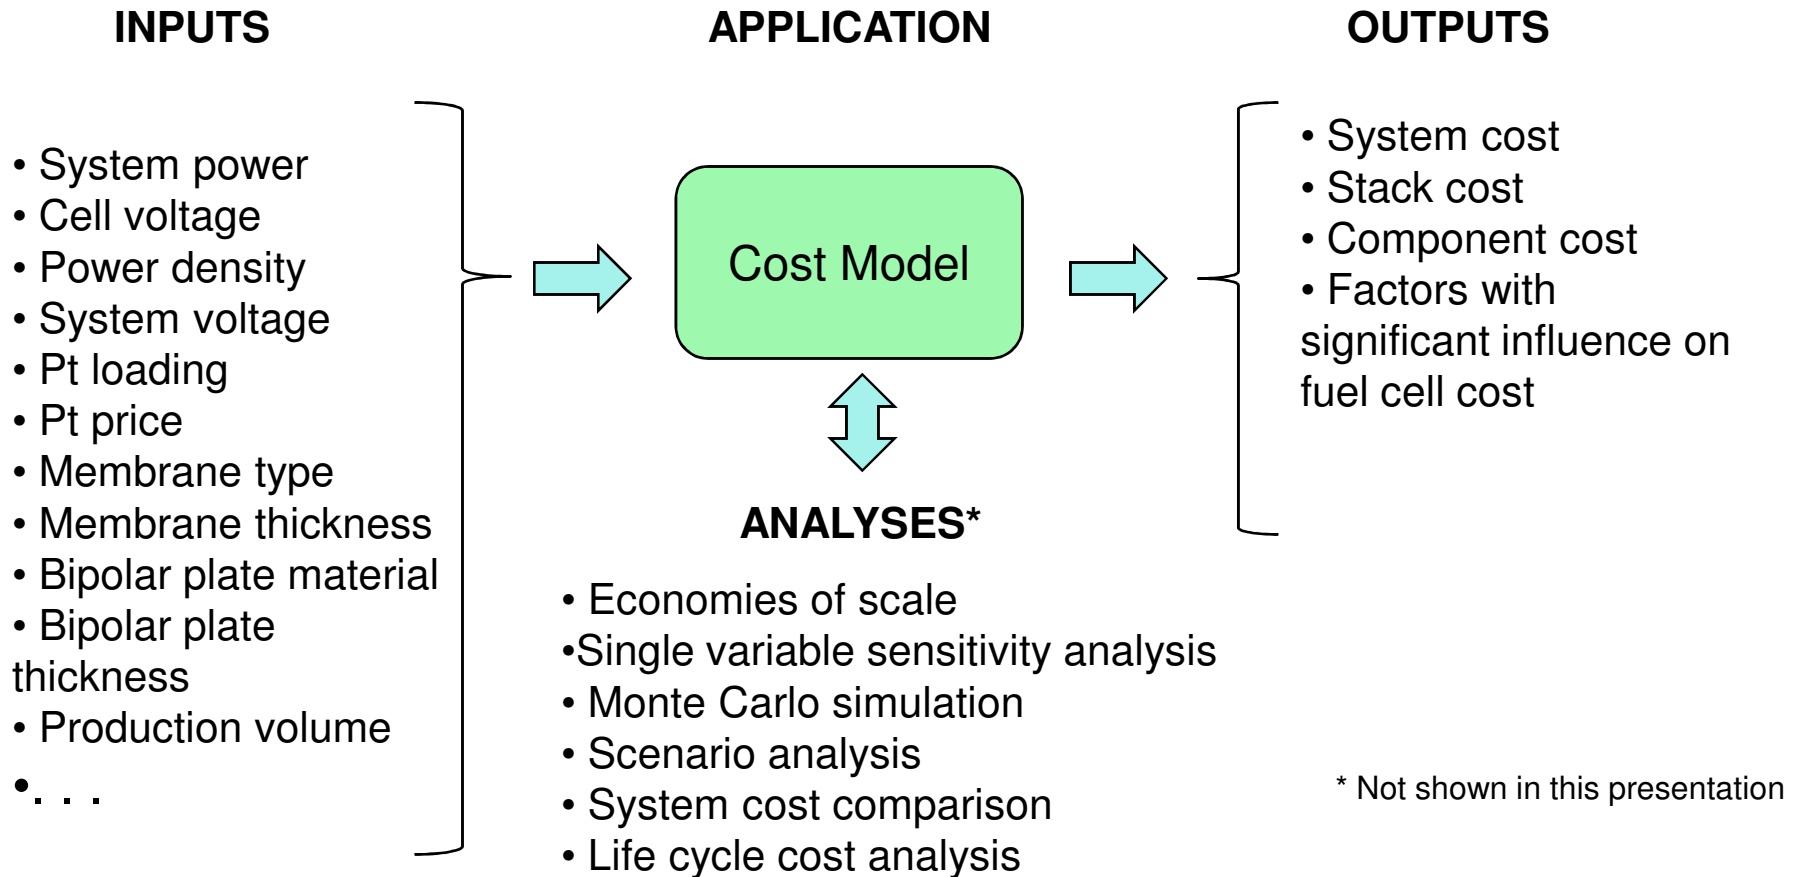 INPUTS
• System power
• Cell voltage
• Power density
• System voltage
• Pt loading
• Pt price
• Membrane type
• Membrane thickness
• Bipolar plate material
• Bipolar plate
thickness
• Production volume
•. . .
APPLICATION
Cost Model
ANALYSES*
• Economies of scale
•Single variable sensitivity analysis
• Monte Carlo simulation
• Scenario analysis
• System cost comparison
• Life cycle cost analysis
OUTPUTS
• System cost
• Stack cost
• Component cost
• Factors with
significant influence on
fuel cell cost
* Not shown in this presentation